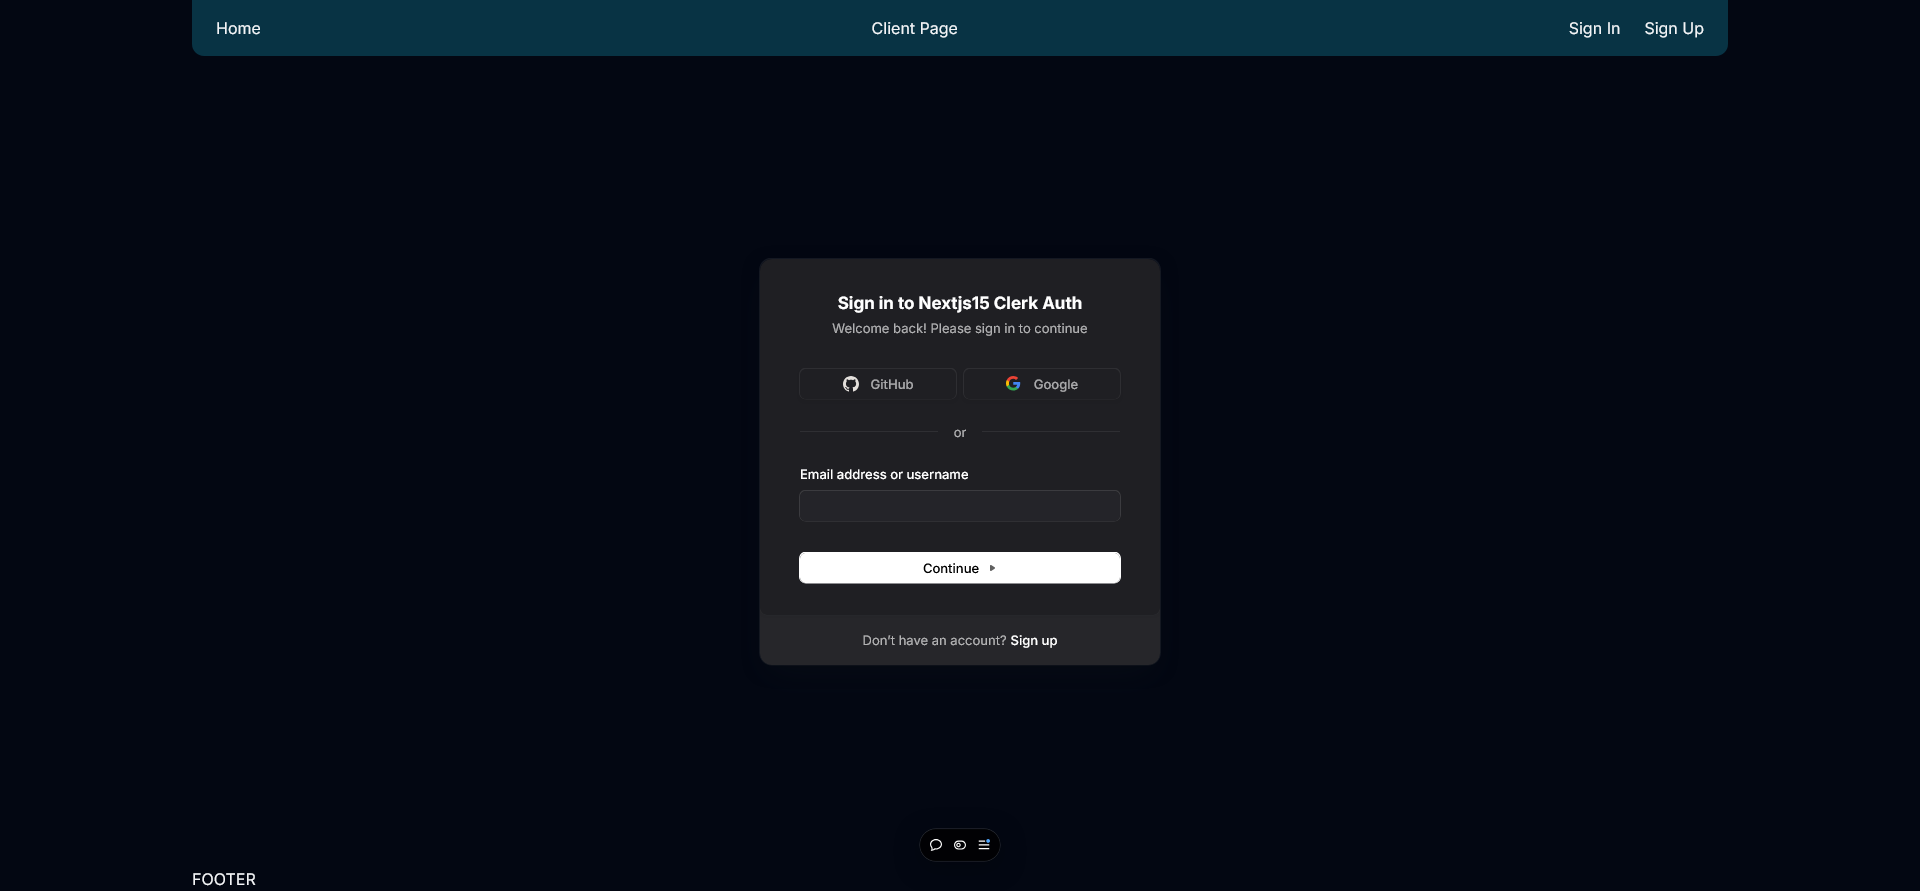 Home
Client Page
Sign In
Sign Up
Sign in to Nextjs15 Clerk Auth
Welcome back! Please sign in to continue
GitHub
Google
or
Email address or username
Continue
Don’t have an account? Sign up
FOOTER